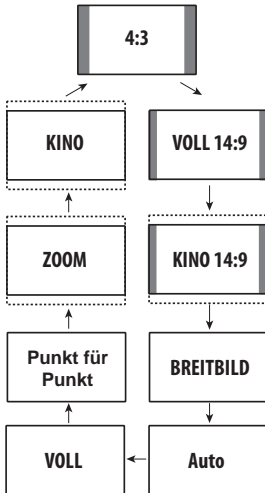 4:3
KINO
VOLL 14:9
ZOOM
KINO 14:9
Punkt für
Punkt
BREITBILD
VOLL
Auto